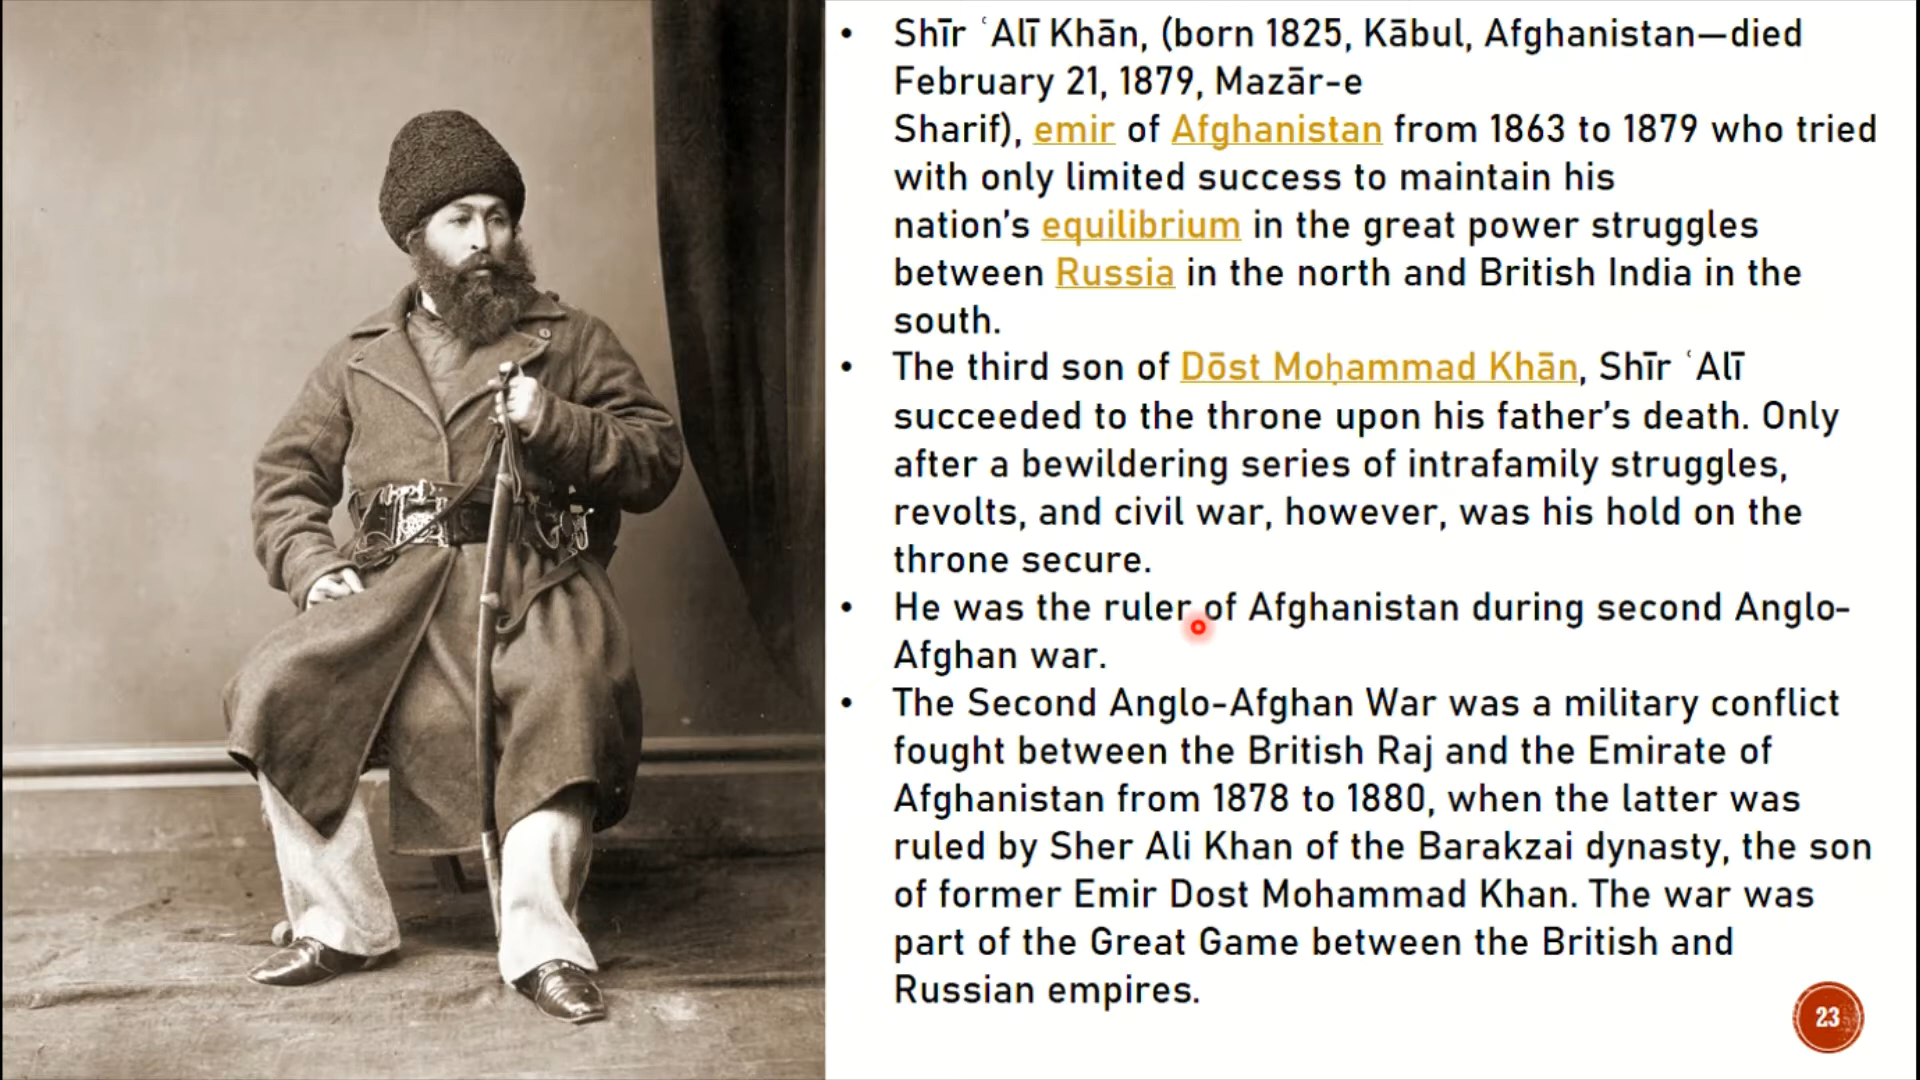 • Shīr ʿAlī Khān, (born 1825, Kābul, Afghanistan—died
February 21, 1879, Mazār-e
Sharif), emir of Afghanistan from 1863 to 1879 who tried
with only limited success to maintain his
nation’s equilibrium in the great power struggles
between Russia in the north and British India in the
south.
• The third son of Dōst Moḥammad Khān, Shīr ʿAlī
succeeded to the throne upon his father’s death. Only
after a bewildering series of intrafamily struggles,
revolts, and civil war, however, was his hold on the
throne secure.
• He was the ruler of Afghanistan during second Anglo-
Afghan war.
• The Second Anglo-Afghan War was a military conflict
fought between the British Raj and the Emirate of
Afghanistan from 1878 to 1880, when the latter was
ruled by Sher Ali Khan of the Barakzai dynasty, the son
of former Emir Dost Mohammad Khan. The war was
part of the Great Game between the British and
Russian empires.
23